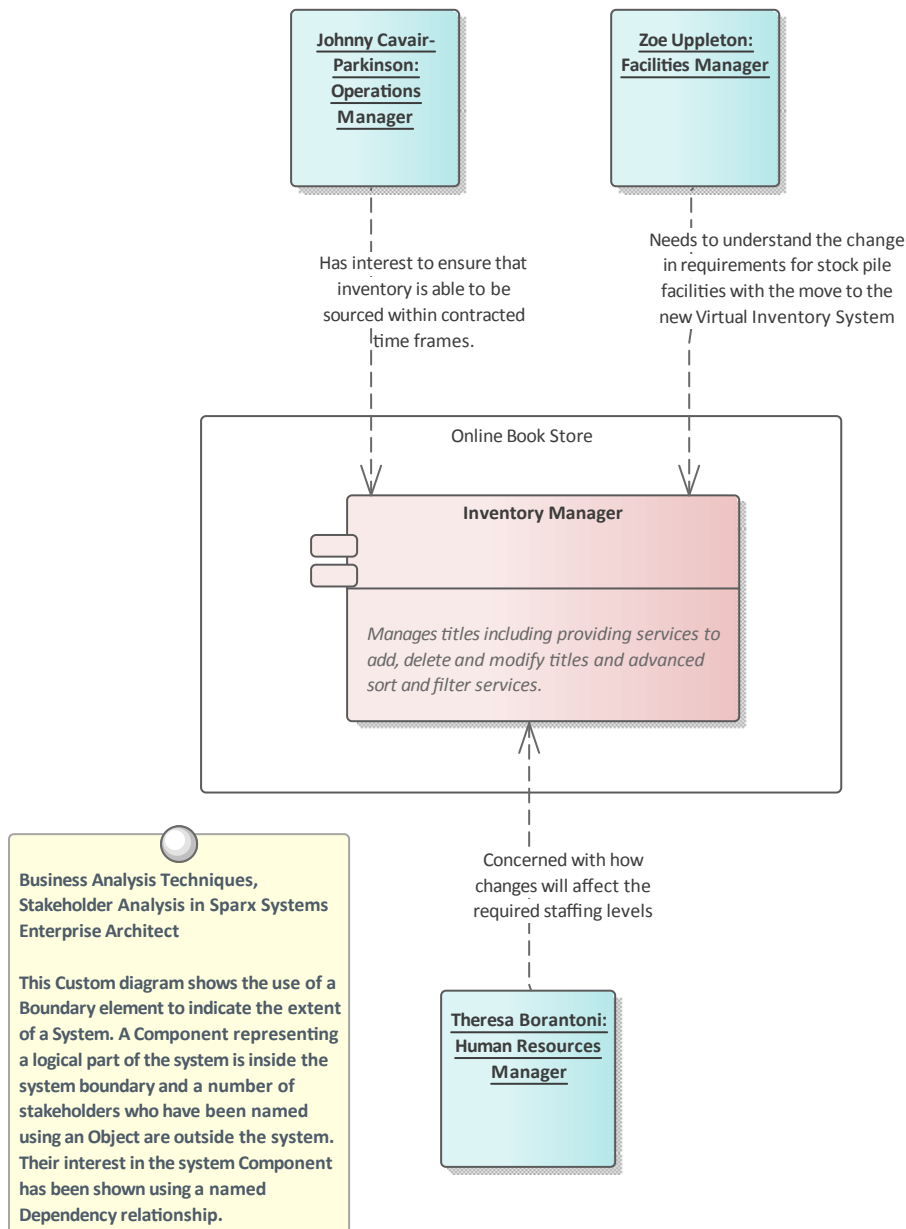 Johnny Cavair-
Parkinson:
Operations
Manager
Zoe Uppleton:
Facilities Manager
Has interest to ensure that
inventory is able to be
sourced within contracted
time frames.
Needs to understand the change
in requirements for stock pile
facilities with the move to the
new Virtual Inventory System
Online Book Store
Inventory Manager
Manages titles including providing services to
add, delete and modify titles and advanced
sort and filter services.
Concerned with how
changes will affect the
required staffing levels
Theresa Borantoni:
Human Resources
Manager
Business Analysis Techniques,
Stakeholder Analysis in Sparx Systems
Enterprise Architect
This Custom diagram shows the use of a
Boundary element to indicate the extent
of a System. A Component representing
a logical part of the system is inside the
system boundary and a number of
stakeholders who have been named
using an Object are outside the system.
Their interest in the system Component
has been shown using a named
Dependency relationship.